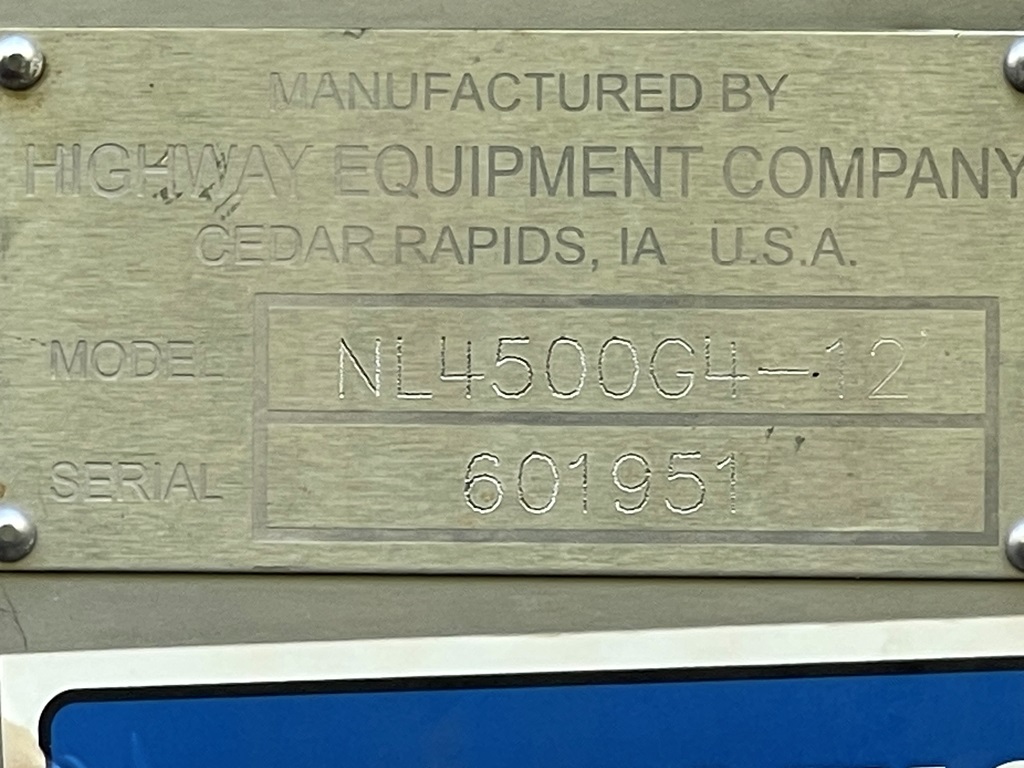 MANUFACTURED BY
HIGHWAY EQUIPMENT COMPANY
CEDAR RAPIDS, IA U.S.A.
MODEL NL4500G4-12
SERIAL 601951